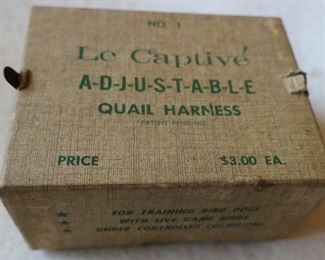 NO 1
Le Captivé
A-D-J-U-S-T-A-B-L-E
QUAIL HARNESS
PATENT PENDING
PRICE $3.00 EA.
FOR TRAINING BIRD DOGS
WITH LIVE GAME BIRDS
UNDER CONTROLLED CONDITIONS